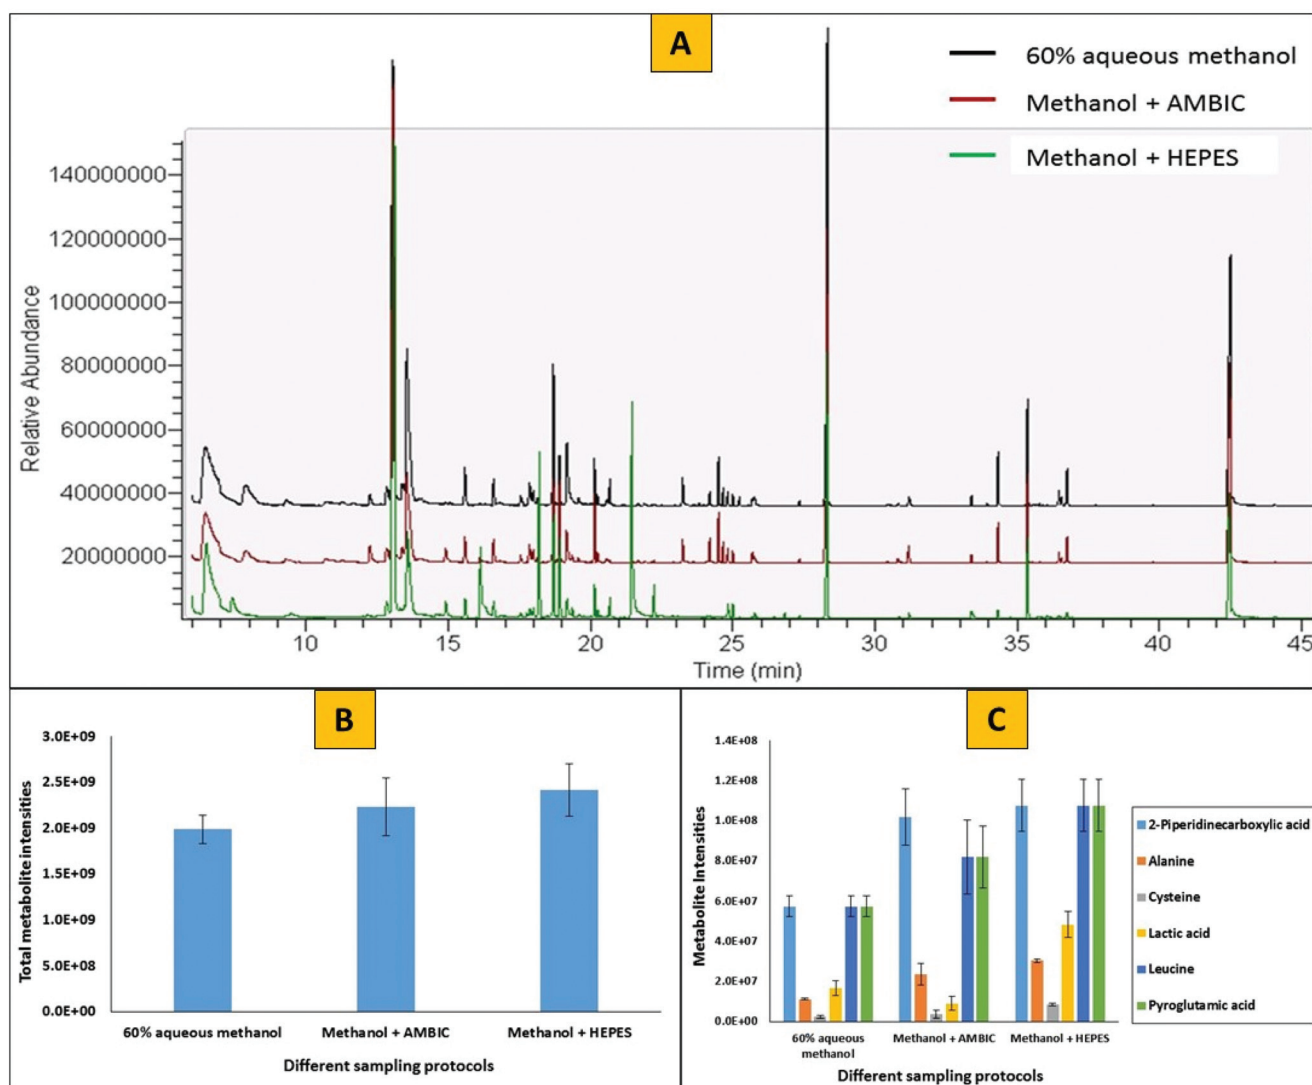 A
60% aqueous methanol
Methanol + AMBIC
Methanol + HEPES
Relative Abundance
140000000
120000000
100000000
80000000
60000000
40000000
20000000
10 15 20 25 30 35 40 45
Time (min)
B
Total metabolite intensities
3.0E+09
2.5E+09
2.0E+09
1.5E+09
1.0E+09
5.0E+08
0.0E+00
60% aqueous methanol Methanol + AMBIC Methanol + HEPES
Different sampling protocols
C
Metabolite Intensities
1.4E+08
1.2E+08
1.0E+08
8.0E+07
6.0E+07
4.0E+07
2.0E+07
0.0E+00
60% aqueous
methanol
Methanol + AMBIC
Methanol + HEPES
Different sampling protocols
2-Piperidinecarboxylic acid
Alanine
Cysteine
Lactic acid
Leucine
Pyroglutamic acid